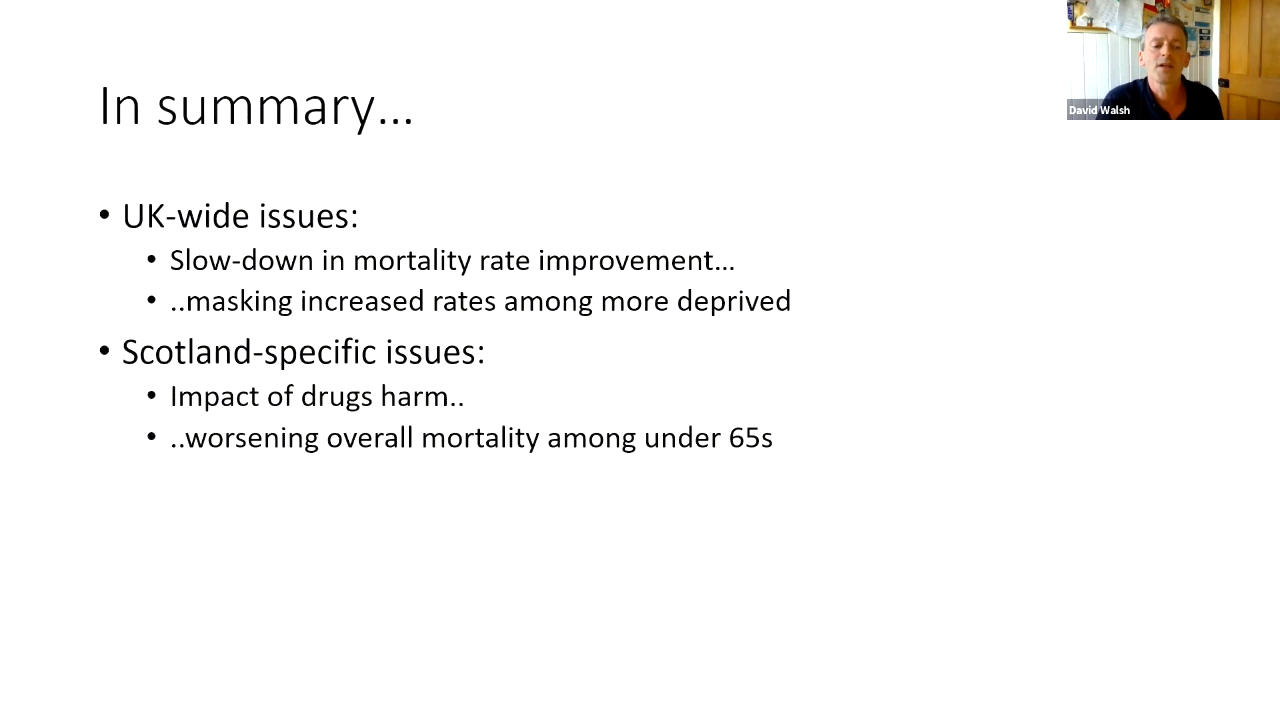 In summary…
David Walsh
• UK-wide issues:
• Slow-down in mortality rate improvement…
• ..masking increased rates among more deprived
• Scotland-specific issues:
• Impact of drugs harm..
• ..worsening overall mortality among under 65s